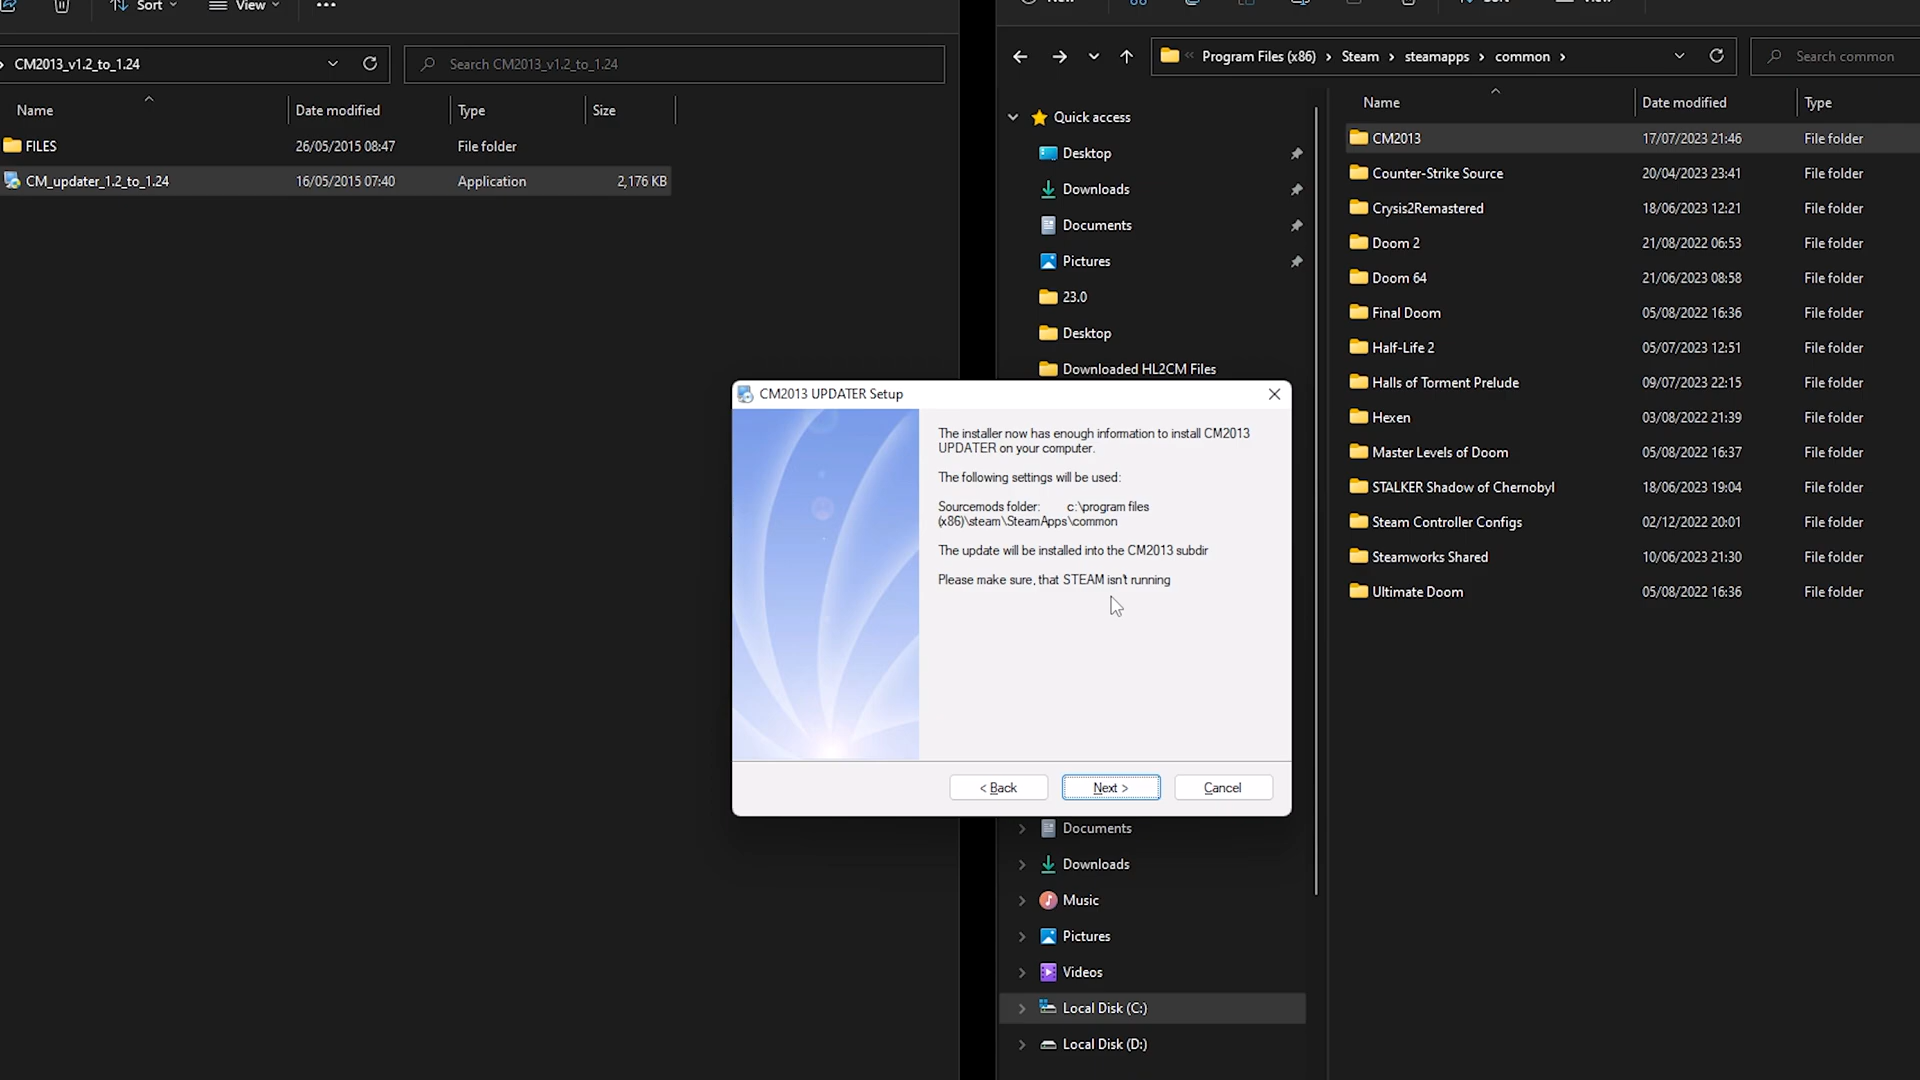 Sort
View
CM2013_v1.2_to_1.24
Search CM2013_v1.2_to_1.24
Name
Date modified
Type
Size
FILES
26/05/2015 08:47
File folder
CM_updater_1.2_to_1.24
16/05/2015 07:40
Application
2,176 KB
Program Files (x86)
Steam
steamapps
common
Search common
Quick access
Desktop
Downloads
Documents
Pictures
23.0
Desktop
Downloaded HL2CM Files
Documents
Downloads
Music
Pictures
Videos
Local Disk (C:)
Local Disk (D:)
Name
Date modified
Type
CM2013
17/07/2023 21:46
File folder
Counter-Strike Source
20/04/2023 23:41
File folder
Crysis2Remastered
18/06/2023 12:21
File folder
Doom 2
21/08/2022 06:53
File folder
Doom 64
21/06/2023 08:58
File folder
Final Doom
05/08/2022 16:36
File folder
Half-Life 2
05/07/2023 12:51
File folder
Halls of Torment Prelude
09/07/2023 22:15
File folder
Hexen
03/08/2022 21:39
File folder
Master Levels of Doom
05/08/2022 16:37
File folder
STALKER Shadow of Chernobyl
18/06/2023 19:04
File folder
Steam Controller Configs
02/12/2022 20:01
File folder
Steamworks Shared
10/06/2023 21:30
File folder
Ultimate Doom
05/08/2022 16:36
File folder
CM2013 UPDATER Setup
The installer now has enough information to install CM2013
UPDATER on your computer.
The following settings will be used:
Sourcemods folder: c:\program files
(x86)\steam\SteamApps\common
The update will be installed into the CM2013 subdir
Please make sure, that STEAM isn't running
< Back
Next >
Cancel